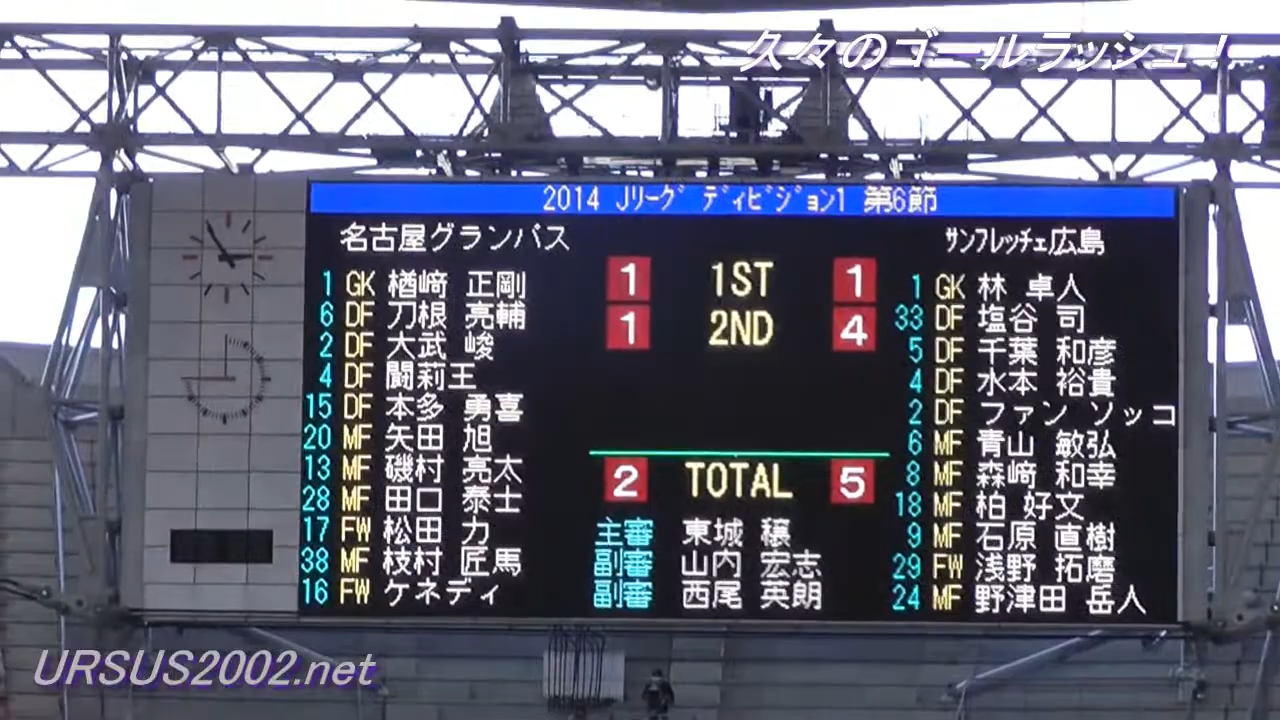 久々のゴールラッシュ!
2014 Jリーグ ディビジョン1 第6節
名古屋グランパス
1 GK 楢﨑 正剛
6 DF 刀根 亮輔
2 DF 大武 峻
4 DF 闘莉王
15 DF 本多 勇喜
20 MF 矢田 旭
13 MF 磯村 亮太
28 MF 田口 泰士
17 FW 松田 力
38 MF 枝村 匠馬
16 FW ケネディ
1 1ST 1
1 2ND 4
2 TOTAL 5
主審 東城 穣
副審 山内 宏志
副審 西尾 英朗
サンフレッチェ広島
1 GK 林 卓人
33 DF 塩谷 司
5 DF 千葉 和彦
4 DF 水本 裕貴
2 DF ファン ソッコ
6 MF 青山 敏弘
8 MF 森﨑 和幸
18 MF 柏 好文
9 MF 石原 直樹
29 FW 浅野 拓磨
24 MF 野津田 岳人
URSUS2002.net